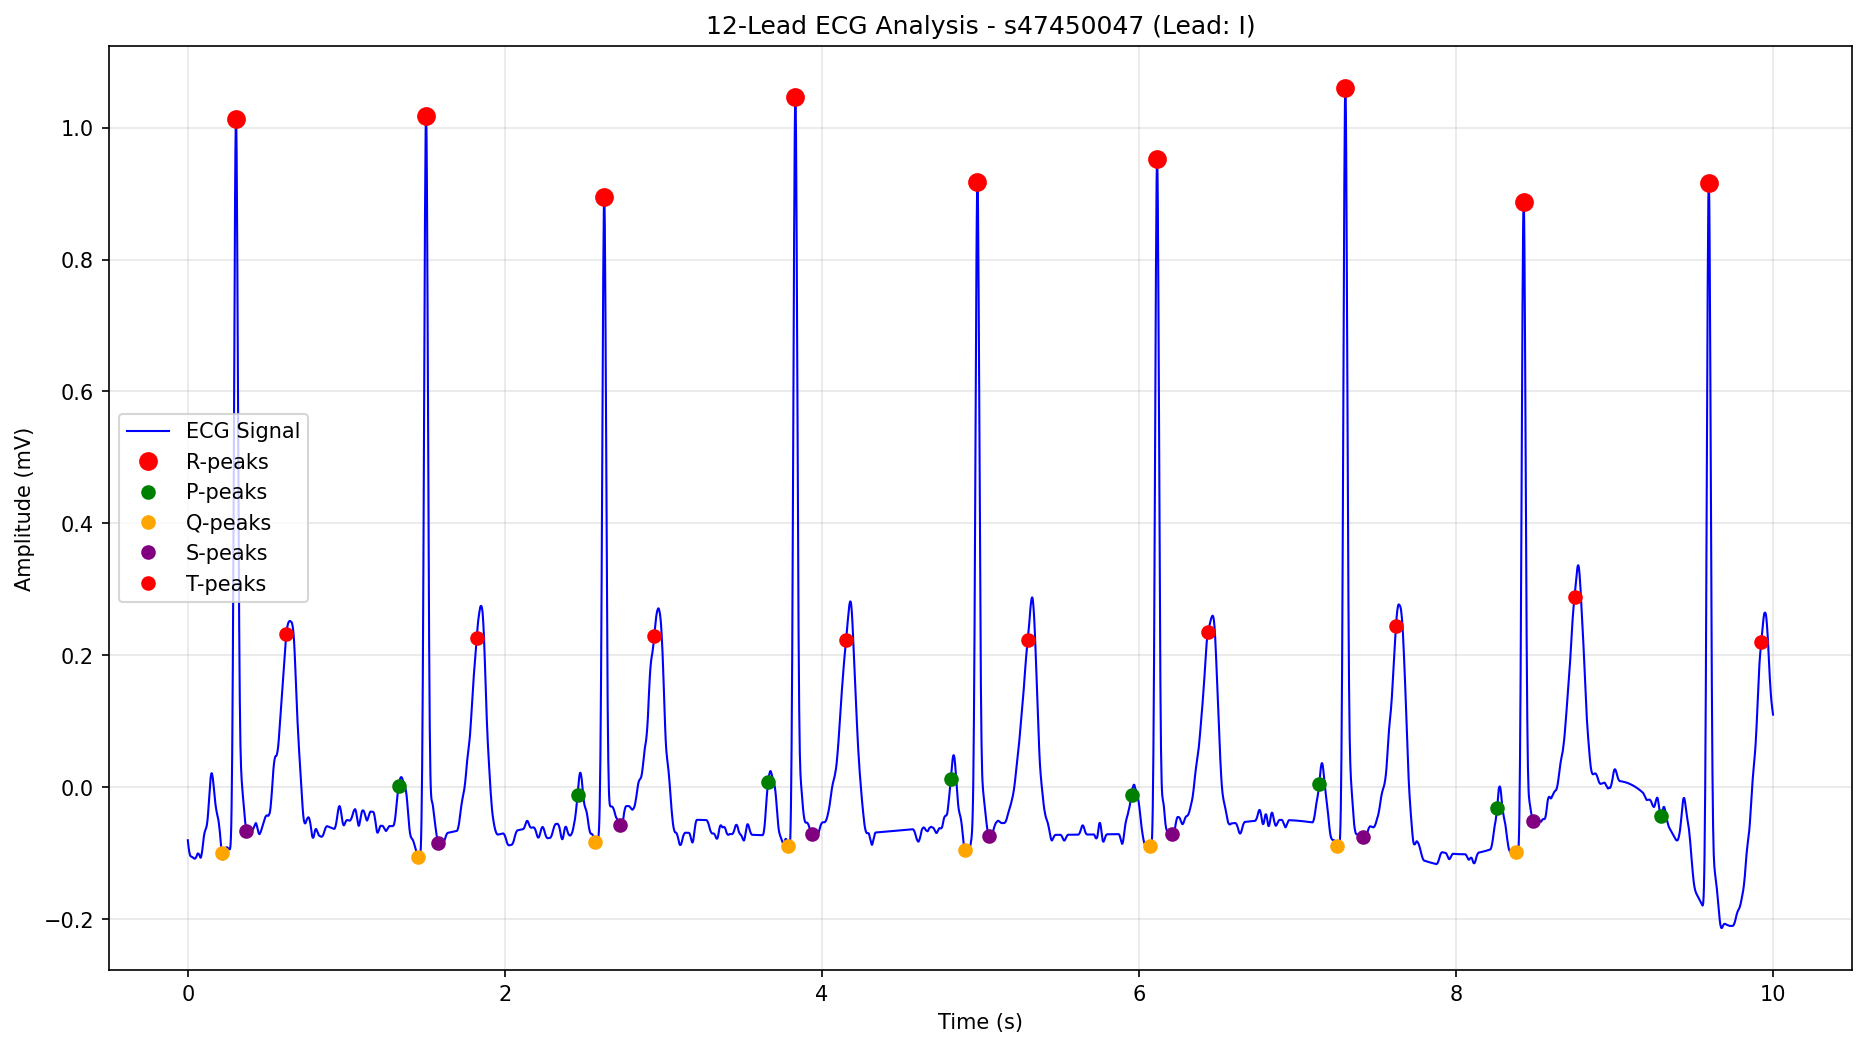 12-Lead ECG Analysis - s47450047 (Lead: I)
Amplitude (mV)
1.0
0.8
0.6
0.4
0.2
0.0
−0.2
ECG Signal
R-peaks
P-peaks
Q-peaks
S-peaks
T-peaks
0 2 4 6 8 10
Time (s)